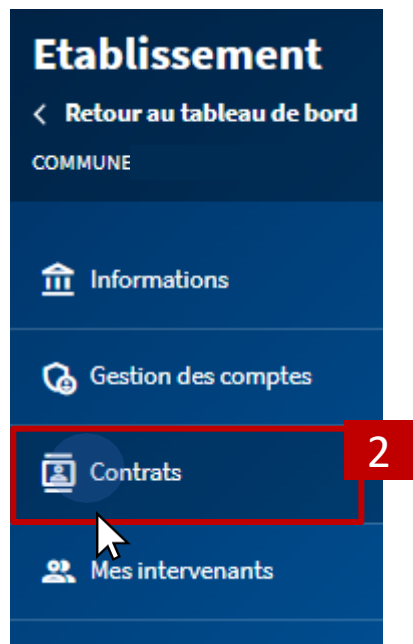 Etablissement
< Retour au tableau de bord
COMMUNE
Informations
Gestion des comptes
Contrats
2
Mes intervenants